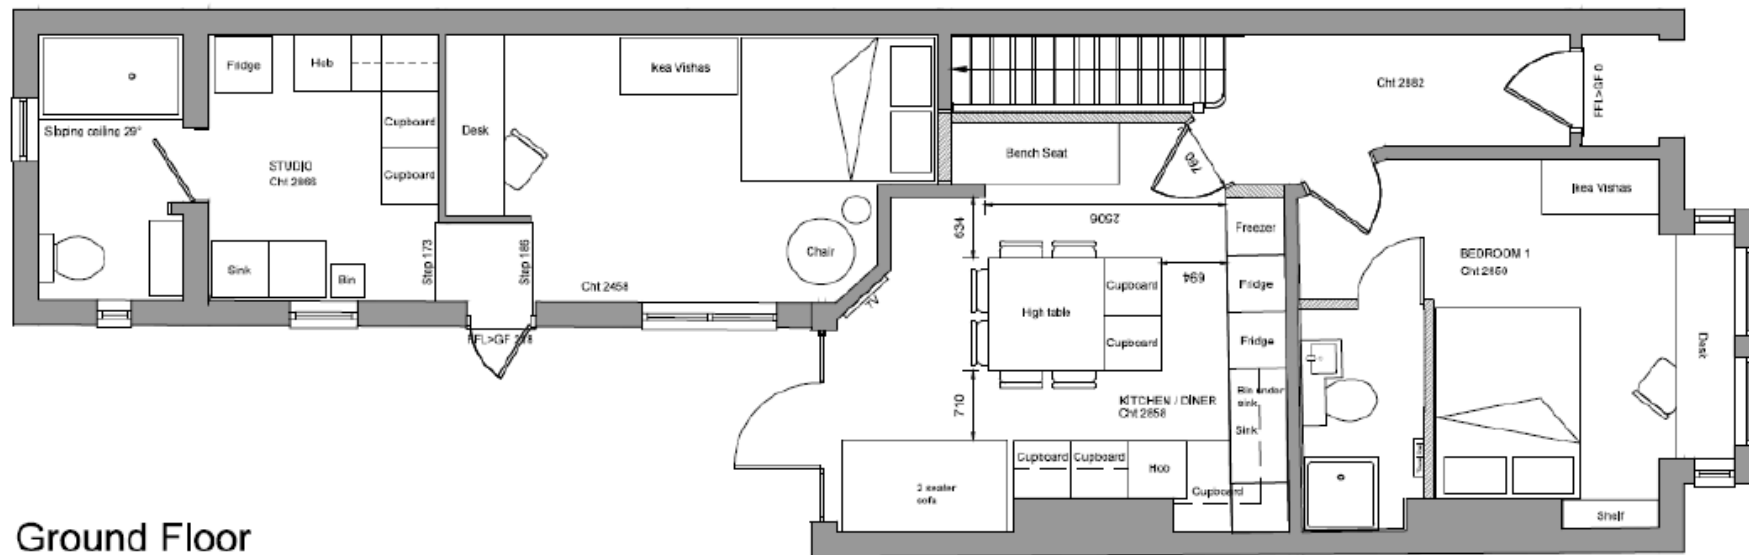 Fridge
Hob
Ikea Vishas
Cht 2882
FFL>GF 0
Sloping ceiling 29°
Cupboard
Desk
Bench Seat
760
STUDIO
Cht 2866
Cupboard
Ikea Vishas
2506
634
Freezer
Step 173
Step 186
Chair
BEDROOM 1
Cht 2850
Sink
Bin
Cht 2458
694
Cupboard
Fridge
TV
High table
FFL>GF
Cupboard
Fridge
Desk
710
KITCHEN / DINER
Cht 2858
Bin under
sink
Sink
Cupboard
Cupboard
Hob
2 seater
sofa
Cupboard
Shelf
Ground Floor